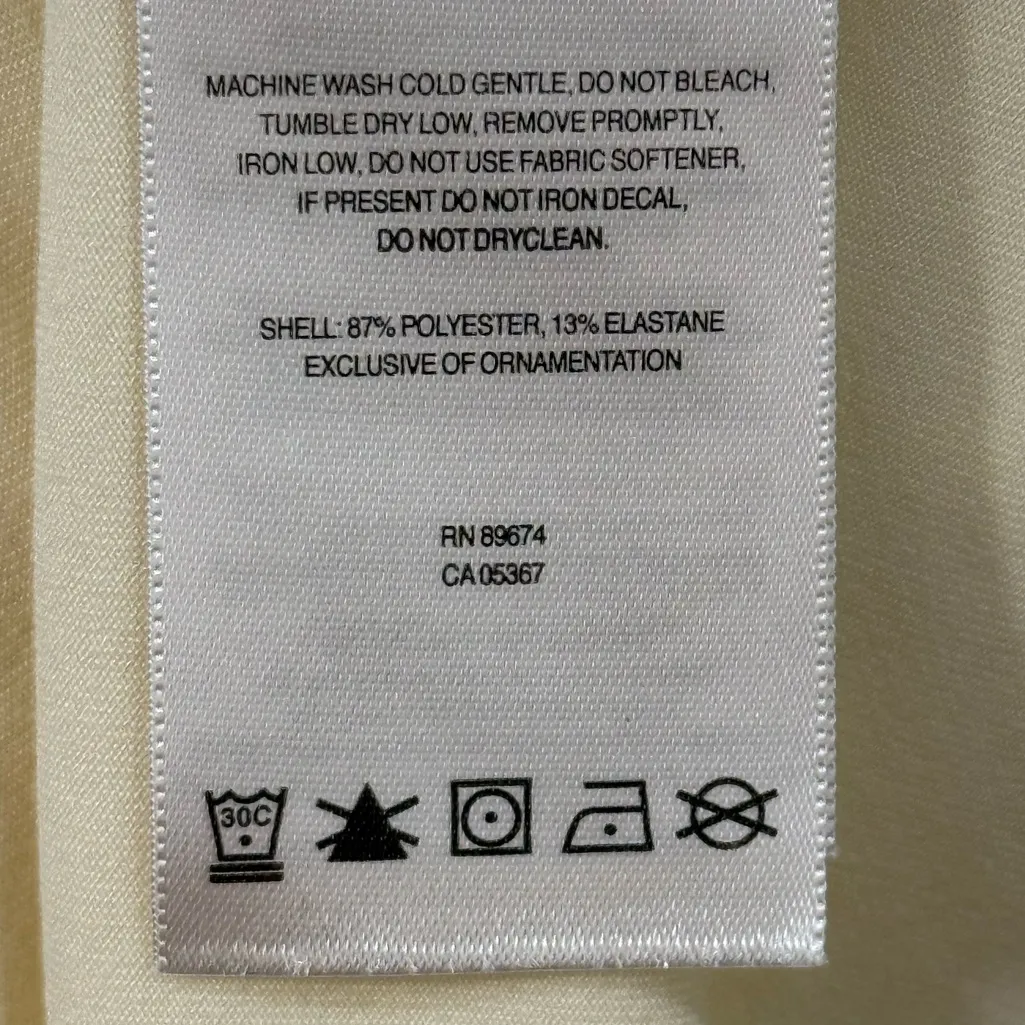 MACHINE WASH COLD GENTLE, DO NOT BLEACH,
TUMBLE DRY LOW, REMOVE PROMPTLY,
IRON LOW, DO NOT USE FABRIC SOFTENER,
IF PRESENT DO NOT IRON DECAL,
DO NOT DRYCLEAN.
SHELL: 87% POLYESTER, 13% ELASTANE
EXCLUSIVE OF ORNAMENTATION
RN 89674
CA 05367
30C